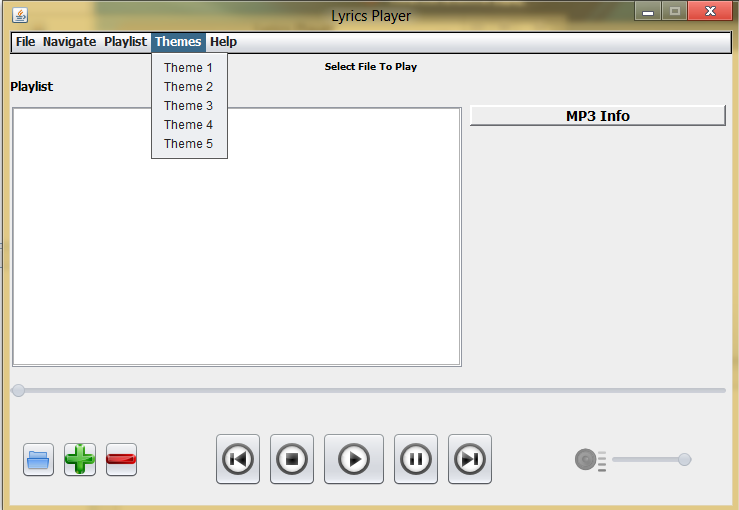 Lyrics Player
File Navigate Playlist Themes Help
Select File To Play
Playlist
Theme 1
Theme 2
Theme 3
Theme 4
Theme 5
MP3 Info